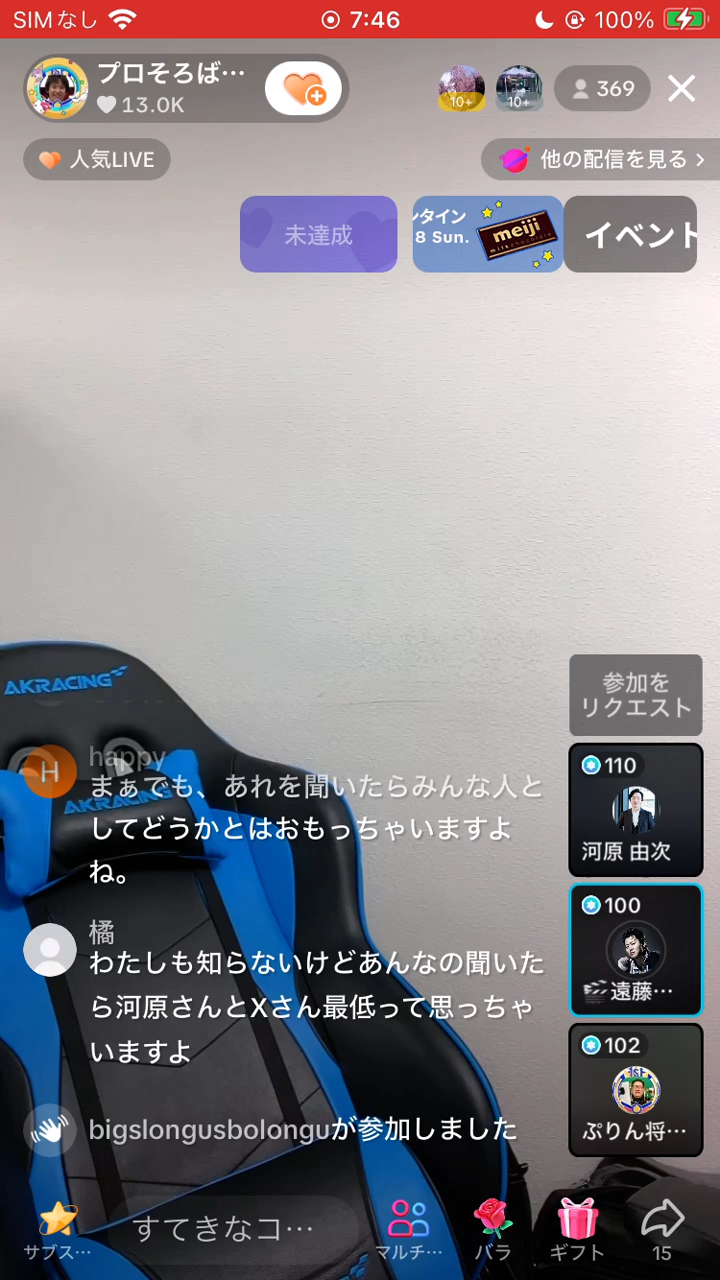 SIMなし
7:46
100%
プロそろば…
13.0K
10+
10+
369
人気LIVE
他の配信を見る
未達成
ンタイン
8 Sun.
meiji
イベント
AKRACING
AKRACING
参加を
リクエスト
110
河原 由次
100
遠藤…
102
1ST
ぷりん将…
H
happy
まぁでも、あれを聞いたらみんな人と
してどうかとはおもっちゃいますよ
ね。
橘
わたしも知らないけどあんなの聞いた
ら河原さんとXさん最低って思っちゃ
いますよ
bigslongusbolonguが参加しました
サブス…
すてきなコ…
マルチ…
バラ
ギフト
15